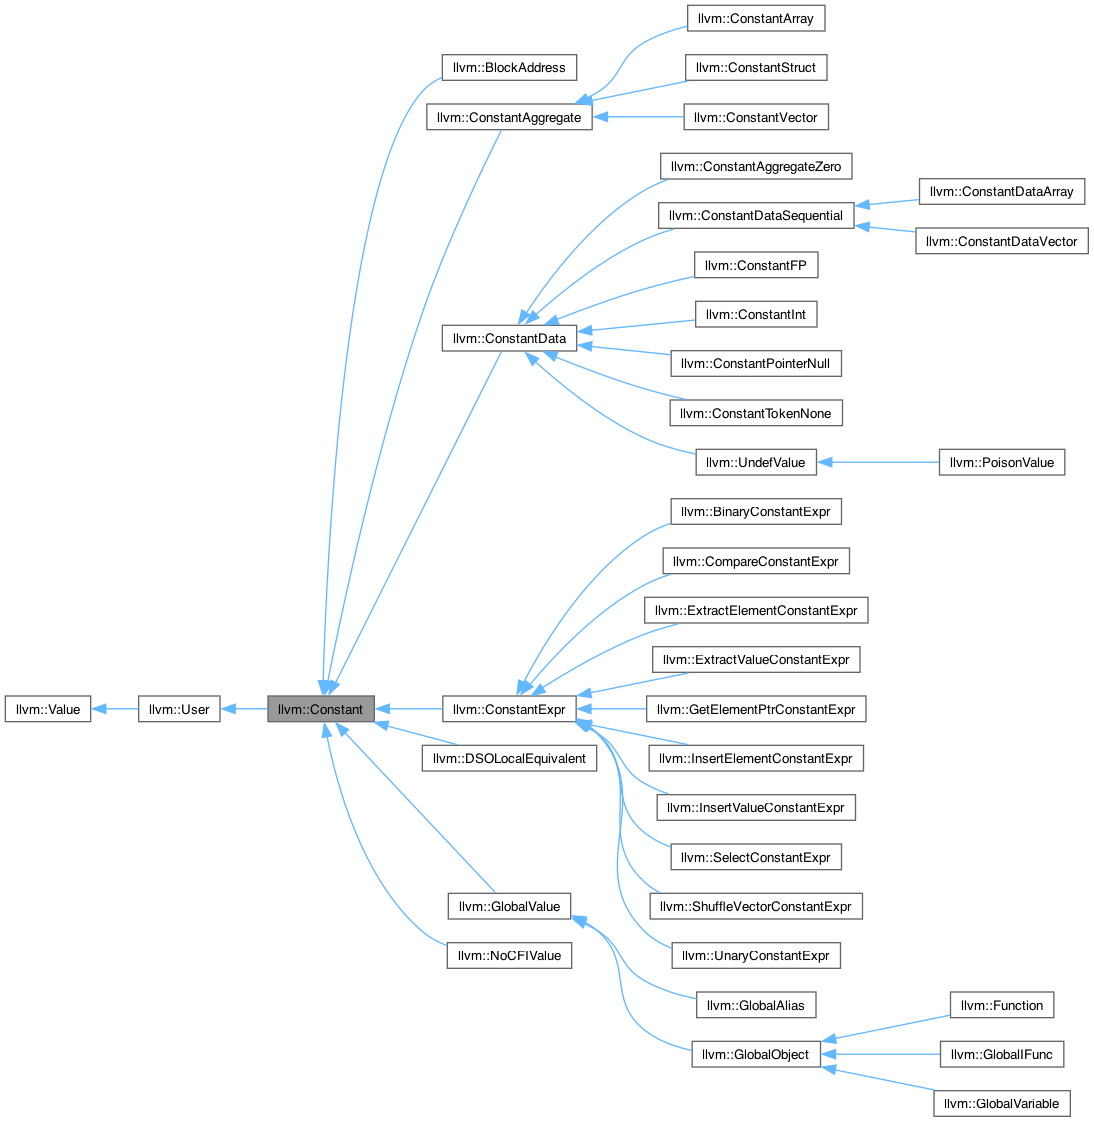 llvm::ConstantArray
llvm::BlockAddress
llvm::ConstantStruct
llvm::ConstantAggregate
llvm::ConstantVector
llvm::ConstantAggregateZero
llvm::ConstantDataArray
llvm::ConstantDataSequential
llvm::ConstantDataVector
llvm::ConstantFP
llvm::ConstantInt
llvm::ConstantData
llvm::ConstantPointerNull
llvm::ConstantTokenNone
llvm::UndefValue
llvm::PoisonValue
llvm::BinaryConstantExpr
llvm::CompareConstantExpr
llvm::ExtractElementConstantExpr
llvm::ExtractValueConstantExpr
llvm::Value
llvm::User
llvm::Constant
llvm::ConstantExpr
llvm::GetElementPtrConstantExpr
llvm::DSOLocalEquivalent
llvm::InsertElementConstantExpr
llvm::InsertValueConstantExpr
llvm::SelectConstantExpr
llvm::GlobalValue
llvm::ShuffleVectorConstantExpr
llvm::NoCFIValue
llvm::UnaryConstantExpr
llvm::GlobalAlias
llvm::Function
llvm::GlobalObject
llvm::GlobalIFunc
llvm::GlobalVariable